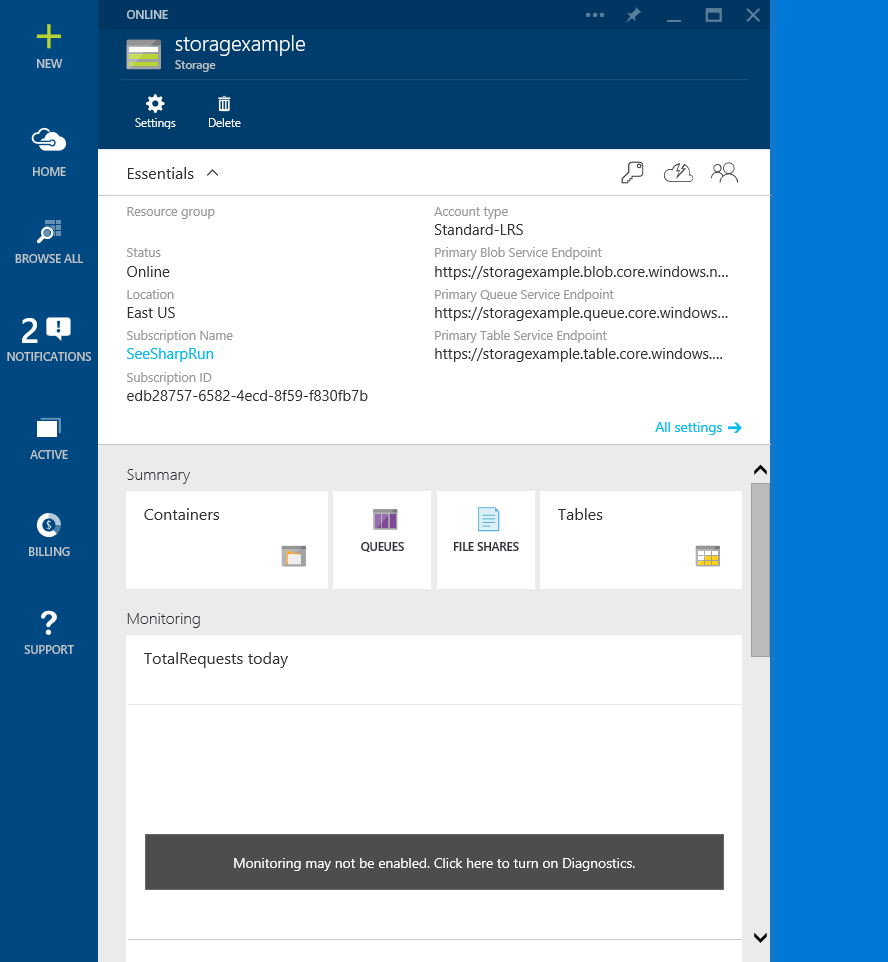 NEW
HOME
BROWSE ALL
2
NOTIFICATIONS
ACTIVE
BILLING
SUPPORT
ONLINE
storagexample
Storage
Settings
Delete
Essentials
Resource group
Status
Online
Location
East US
Subscription Name
SeeSharpRun
Subscription ID
edb28757-6582-4ecd-8f59-f830fb7b
Account type
Standard-LRS
Primary Blob Service Endpoint
https://storagexample.blob.core.windows.n...
Primary Queue Service Endpoint
https://storagexample.queue.core.windows...
Primary Table Service Endpoint
https://storagexample.table.core.windows....
All settings
Summary
Containers
QUEUES
FILE SHARES
Tables
Monitoring
TotalRequests today
Monitoring may not be enabled. Click here to turn on Diagnostics.